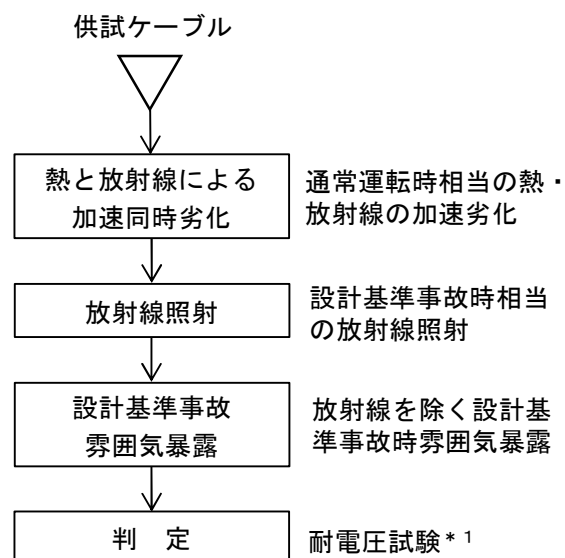 供試ケーブル
熱と放射線による
加速同時劣化
通常運転時相当の熱・
放射線の加速劣化
放射線照射
設計基準事故時相当
の放射線照射
設計基準事故
雰囲気暴露
放射線を除く設計基
準事故時雰囲気暴露
判　定
耐電圧試験*1